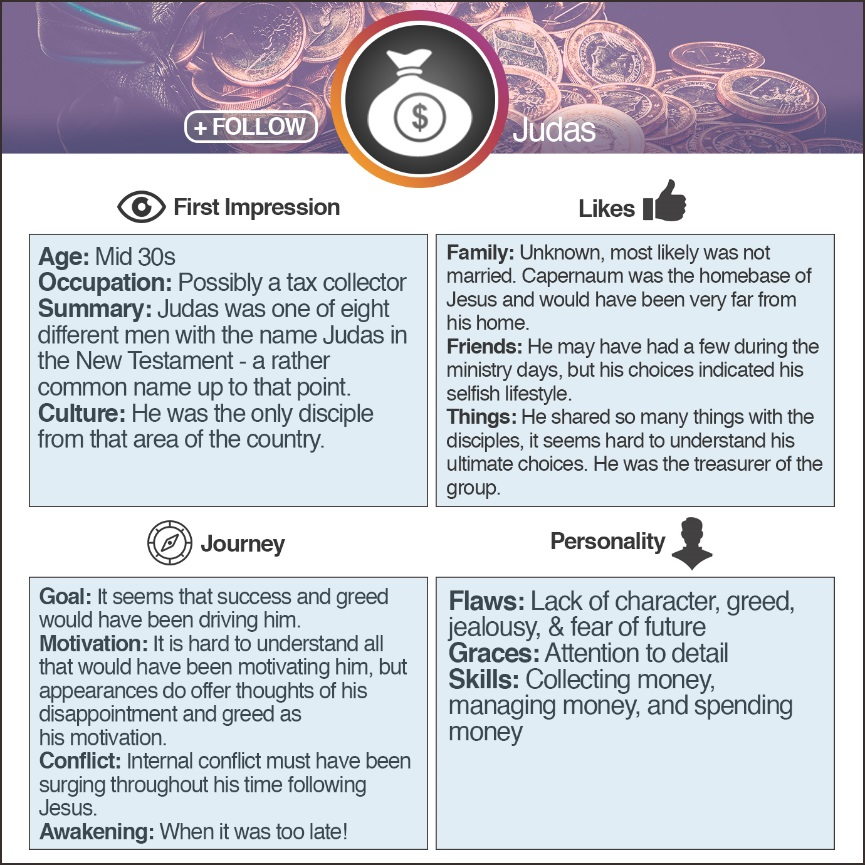 + FOLLOW
$
Judas
First Impression
Age: Mid 30s
Occupation: Possibly a tax collector
Summary: Judas was one of eight
different men with the name Judas in
the New Testament - a rather
common name up to that point.
Culture: He was the only disciple
from that area of the country.
Likes
Family: Unknown, most likely was not
married. Capernaum was the homebase of
Jesus and would have been very far from
his home.
Friends: He may have had a few during the
ministry days, but his choices indicated his
selfish lifestyle.
Things: He shared so many things with the
disciples, it seems hard to understand his
ultimate choices. He was the treasurer of the
group.
Journey
Goal: It seems that success and greed
would have been driving him.
Motivation: It is hard to understand all
that would have been motivating him, but
appearances do offer thoughts of his
disappointment and greed as
his motivation.
Conflict: Internal conflict must have been
surging throughout his time following
Jesus.
Awakening: When it was too late!
Personality
Flaws: Lack of character, greed,
jealousy, & fear of future
Graces: Attention to detail
Skills: Collecting money,
managing money, and spending
money